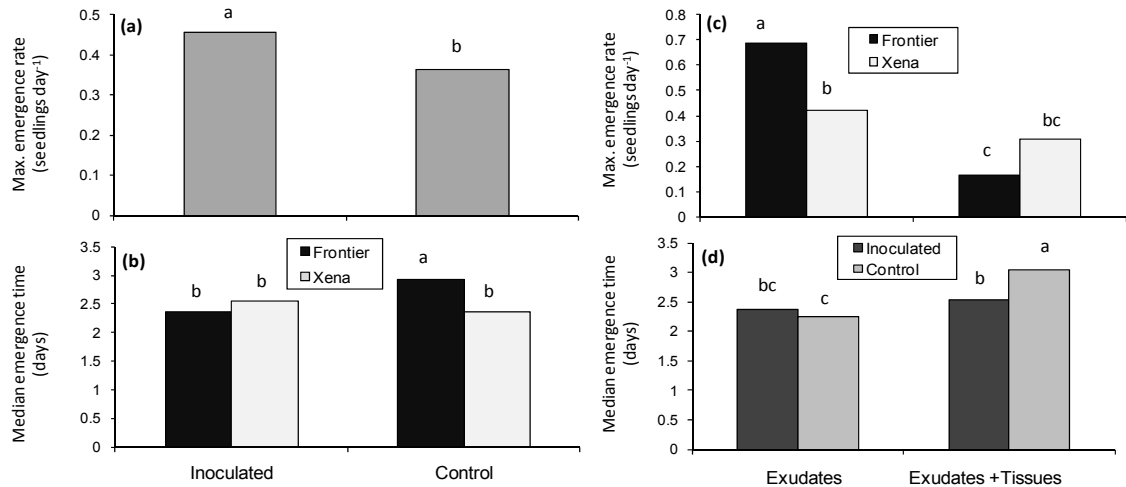 Max. emergence rate
(seedlings day⁻¹)
0.5
0.4
0.3
0.2
0.1
0
(a)
a
b
Median emergence time
(days)
3.5
3
2.5
2
1.5
1
0.5
0
(b)
Frontier
Xena
b
b
a
b
Inoculated
Control
Max. emergence rate
(seedlings day⁻¹)
0.8
0.7
0.6
0.5
0.4
0.3
0.2
0.1
0
(c)
Frontier
Xena
a
b
c
bc
Median emergence time
(days)
3.5
3
2.5
2
1.5
1
0.5
0
(d)
Inoculated
Control
bc
c
b
a
Exudates
Exudates +Tissues